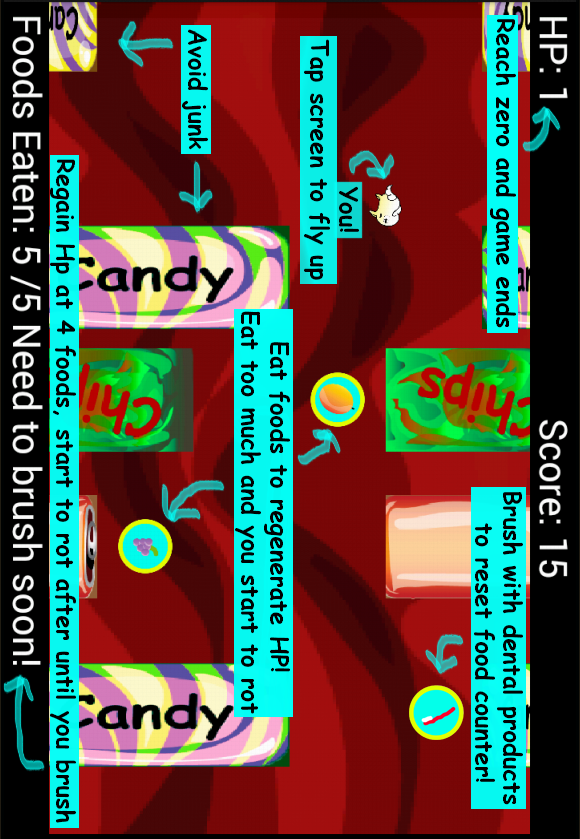 HP: 1
Score: 15
Reach zero and game ends
Brush with dental products
to reset food counter!
Chips
You!
Tap screen to fly up
Eat foods to regenerate HP!
Eat too much and you start to rot
Avoid junk
Candy
Chips
Candy
Regain Hp at 4 foods, start to rot after until you brush
Foods Eaten: 5 /5 Need to brush soon!